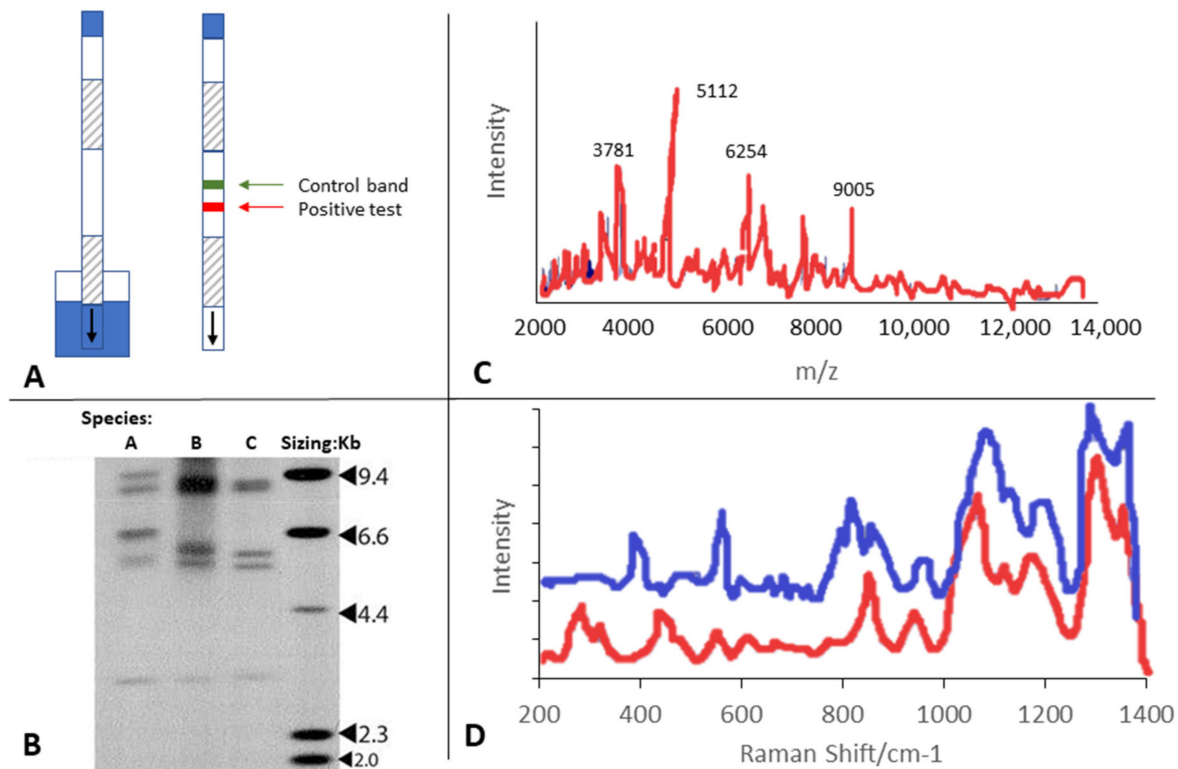 Control band
Positive test
A
Intensity
5112
3781
6254
9005
2000 4000 6000 8000 10,000 12,000 14,000
m/z
C
Species:
A B C Sizing:Kb
9.4
6.6
4.4
2.3
2.0
B
Intensity
200 400 600 800 1000 1200 1400
Raman Shift/cm-1
D